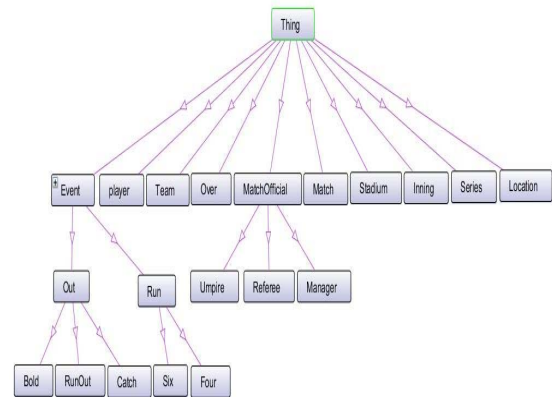 Thing
Event player Team Over MatchOfficial Match Stadium Inning Series Location
Out Run Umpire Referee Manager
Bold RunOut Catch Six Four